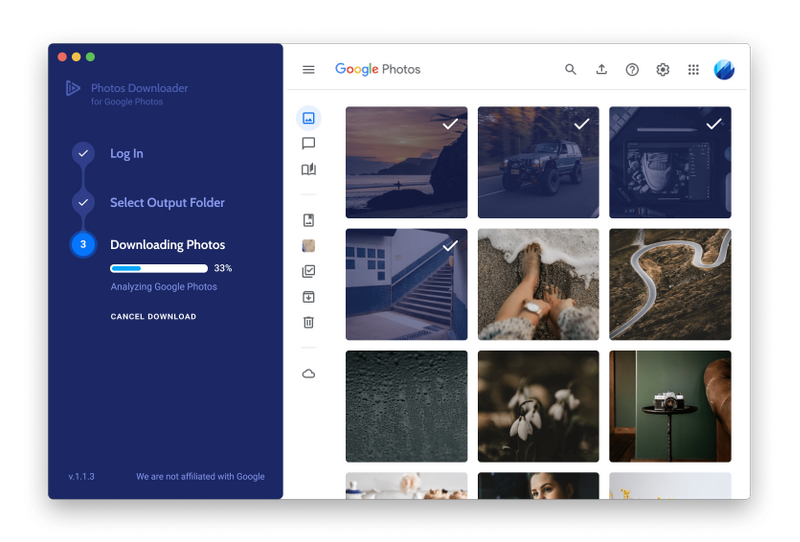 Photos Downloader
for Google Photos
Log In
Select Output Folder
3
Downloading Photos
33%
Analyzing Google Photos
CANCEL DOWNLOAD
v.1.1.3
We are not affiliated with Google
Google Photos